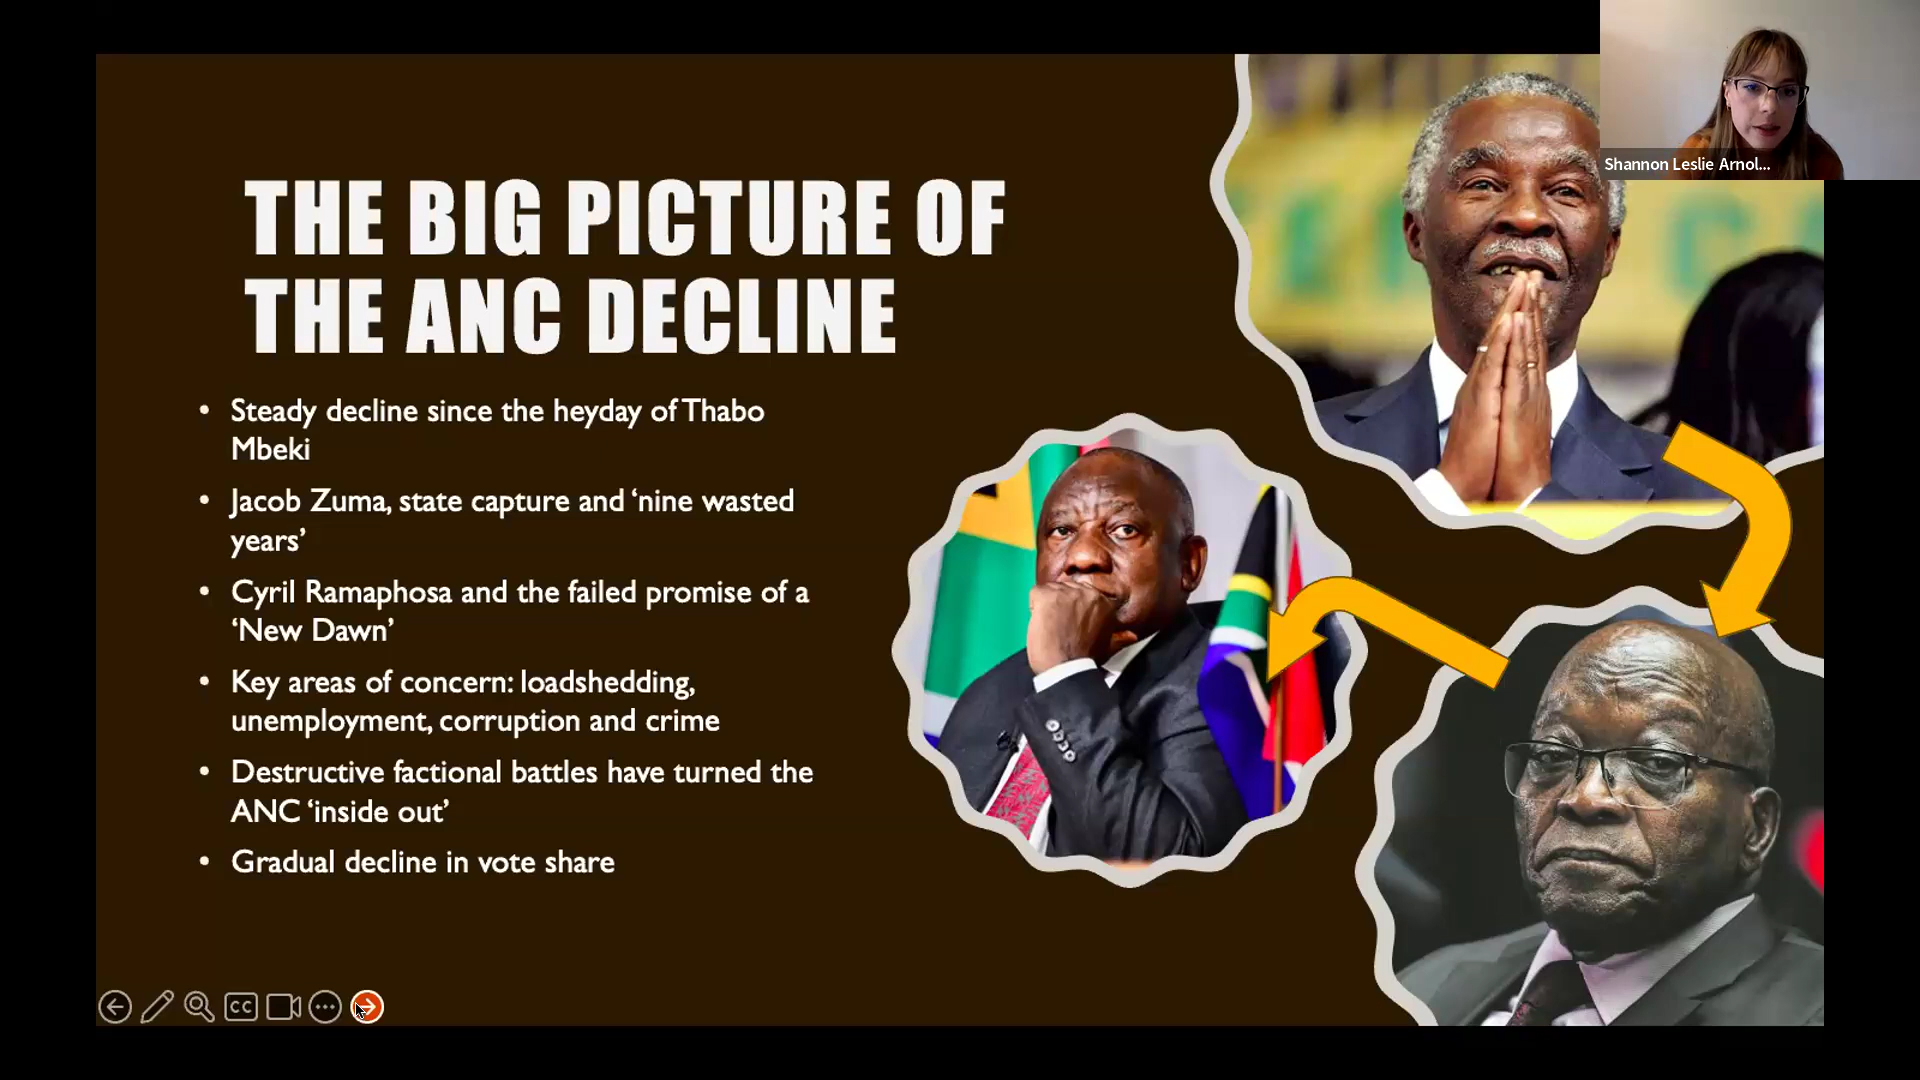 Shannon Leslie Arnol...
THE BIG PICTURE OF
THE ANC DECLINE
• Steady decline since the heyday of Thabo
Mbeki
• Jacob Zuma, state capture and ‘nine wasted
years’
• Cyril Ramaphosa and the failed promise of a
‘New Dawn’
• Key areas of concern: loadshedding,
unemployment, corruption and crime
• Destructive factional battles have turned the
ANC ‘inside out’
• Gradual decline in vote share
CC